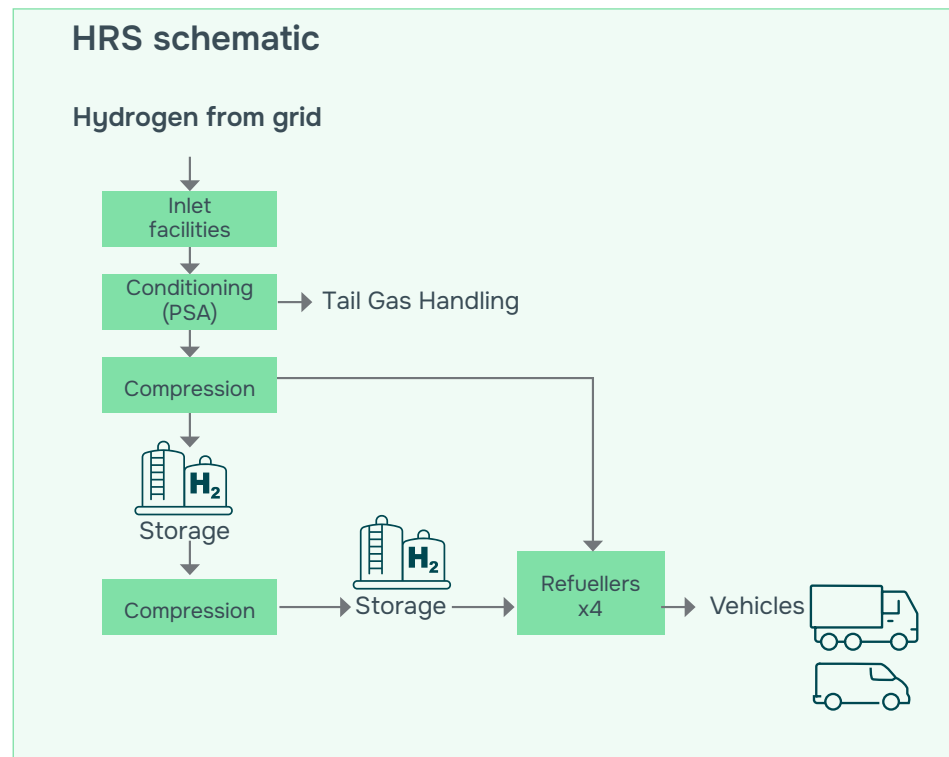 HRS schematic
Hydrogen from grid
Inlet
facilities
Conditioning
(PSA)
Tail Gas Handling
Compression
H2
Storage
Compression
H2
Storage
Refuellers
x4
Vehicles